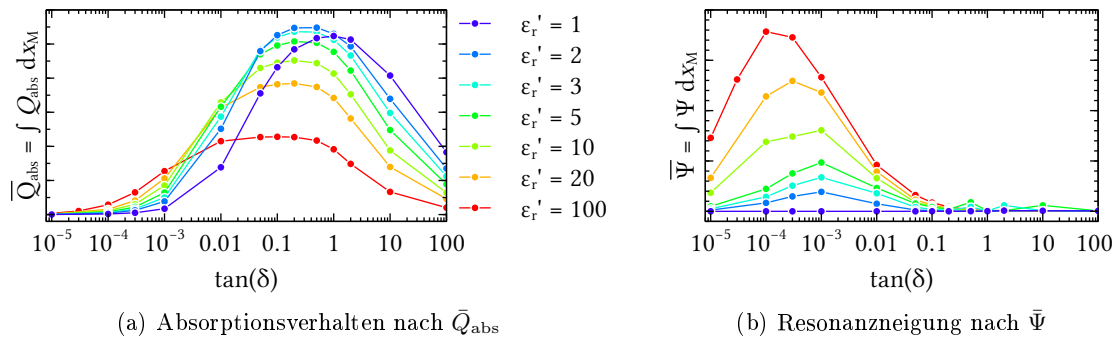 Q̅abs = ∫ Qabs dxM
10⁻⁵ 10⁻⁴ 10⁻³ 0.01 0.1 1 10 100
tan(δ)
εr' = 1
εr' = 2
εr' = 3
εr' = 5
εr' = 10
εr' = 20
εr' = 100
(a) Absorptionsverhalten nach Q̄abs
Ψ̅ = ∫ Ψ dxM
10⁻⁵ 10⁻⁴ 10⁻³ 0.01 0.1 1 10 100
tan(δ)
(b) Resonanzneigung nach Ψ̄